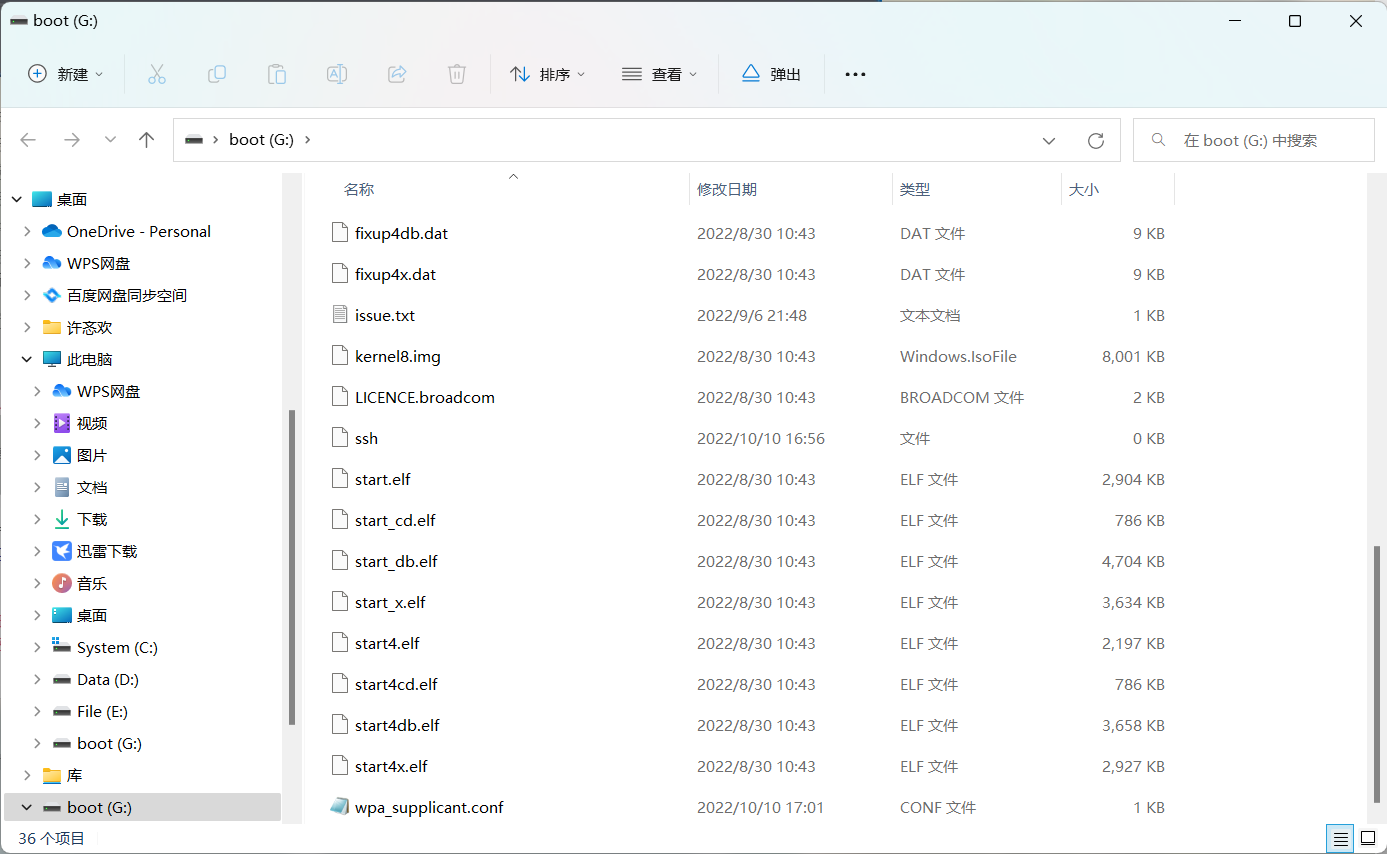 boot (G:)
新建 排序 查看 弹出
boot (G:) 在 boot (G:) 中搜索
桌面
OneDrive - Personal
WPS网盘
百度网盘同步空间
许苤欢
此电脑
WPS网盘
视频
图片
文档
下载
迅雷下载
音乐
桌面
System (C:)
Data (D:)
File (E:)
boot (G:)
库
boot (G:)
名称 修改日期 类型 大小
fixup4db.dat 2022/8/30 10:43 DAT 文件 9 KB
fixup4x.dat 2022/8/30 10:43 DAT 文件 9 KB
issue.txt 2022/9/6 21:48 文本文档 1 KB
kernel8.img 2022/8/30 10:43 Windows.IsoFile 8,001 KB
LICENCE.broadcom 2022/8/30 10:43 BROADCOM 文件 2 KB
ssh 2022/10/10 16:56 文件 0 KB
start.elf 2022/8/30 10:43 ELF 文件 2,904 KB
start_cd.elf 2022/8/30 10:43 ELF 文件 786 KB
start_db.elf 2022/8/30 10:43 ELF 文件 4,704 KB
start_x.elf 2022/8/30 10:43 ELF 文件 3,634 KB
start4.elf 2022/8/30 10:43 ELF 文件 2,197 KB
start4cd.elf 2022/8/30 10:43 ELF 文件 786 KB
start4db.elf 2022/8/30 10:43 ELF 文件 3,658 KB
start4x.elf 2022/8/30 10:43 ELF 文件 2,927 KB
wpa_supplicant.conf 2022/10/10 17:01 CONF 文件 1 KB
36 个项目